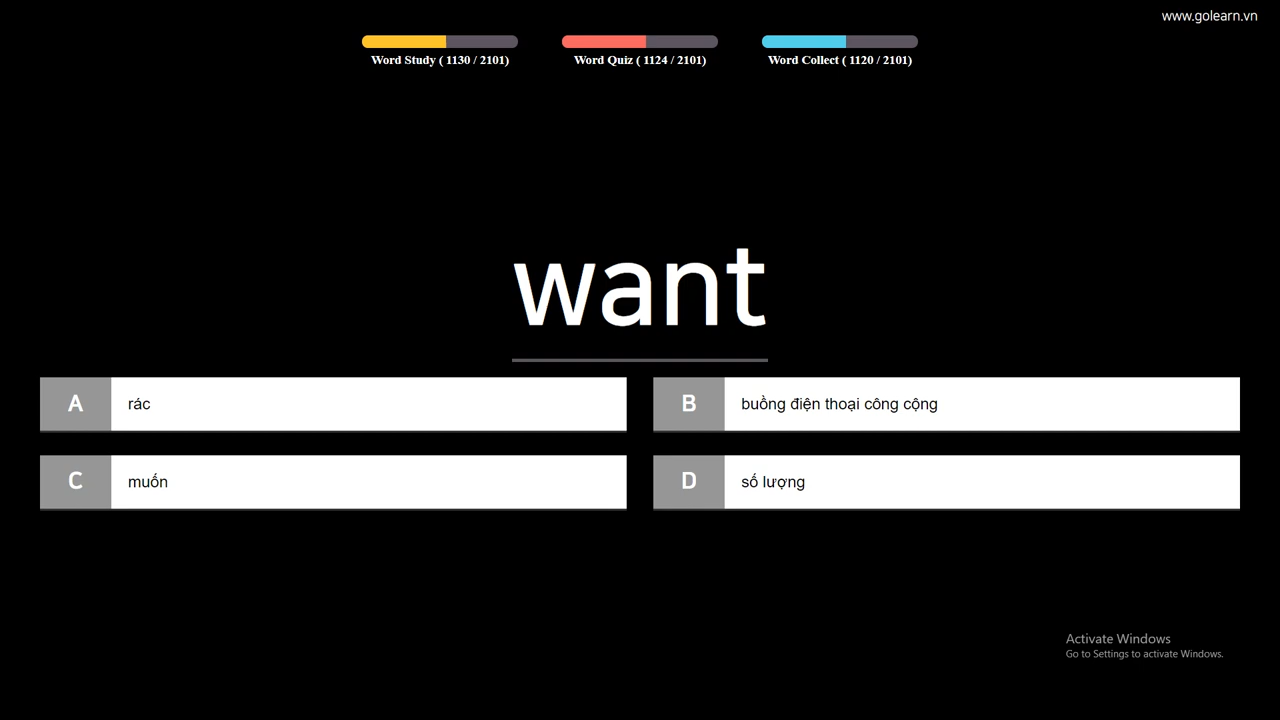 www.golearn.vn
Word Study ( 1130 / 2101) Word Quiz ( 1124 / 2101) Word Collect ( 1120 / 2101)
want
A rác B buồng điện thoại công cộng
C muốn D số lượng
Activate Windows
Go to Settings to activate Windows.